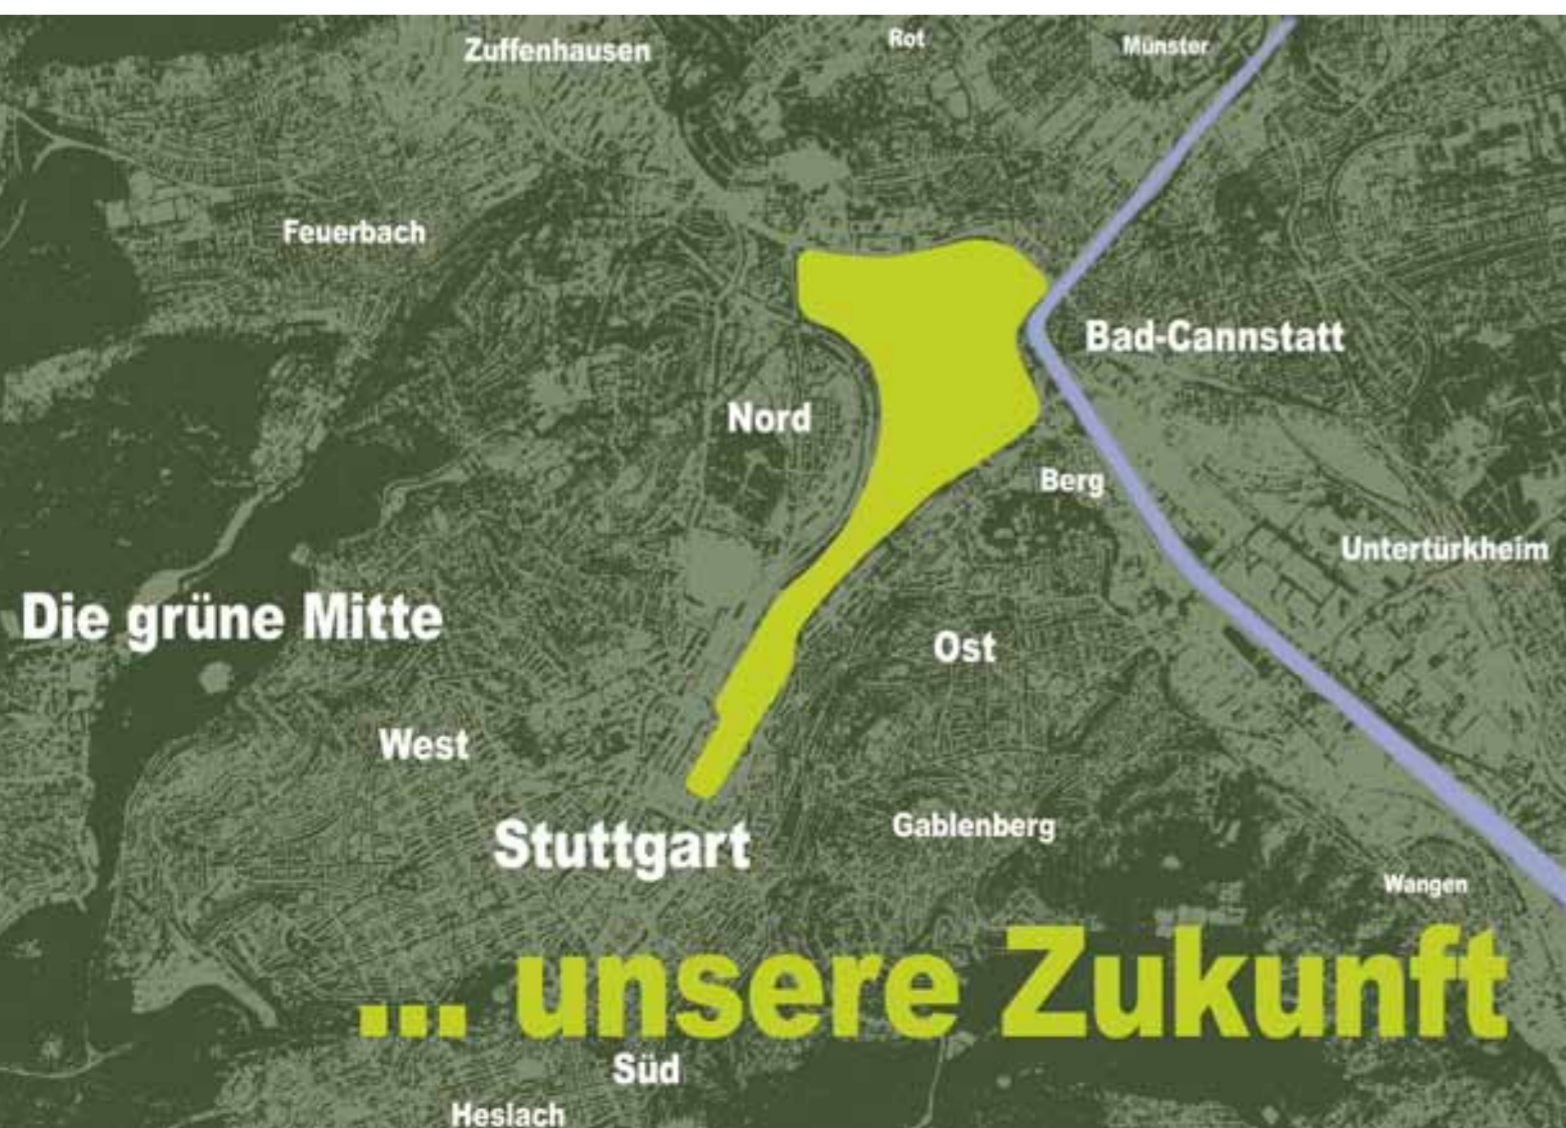 Zuffenhausen
Rot
Münster
Feuerbach
Bad-Cannstatt
Nord
Berg
Untertürkheim
Die grüne Mitte
Ost
West
Stuttgart
Gablenberg
Wangen
... unsere Zukunft
Süd
Heslach